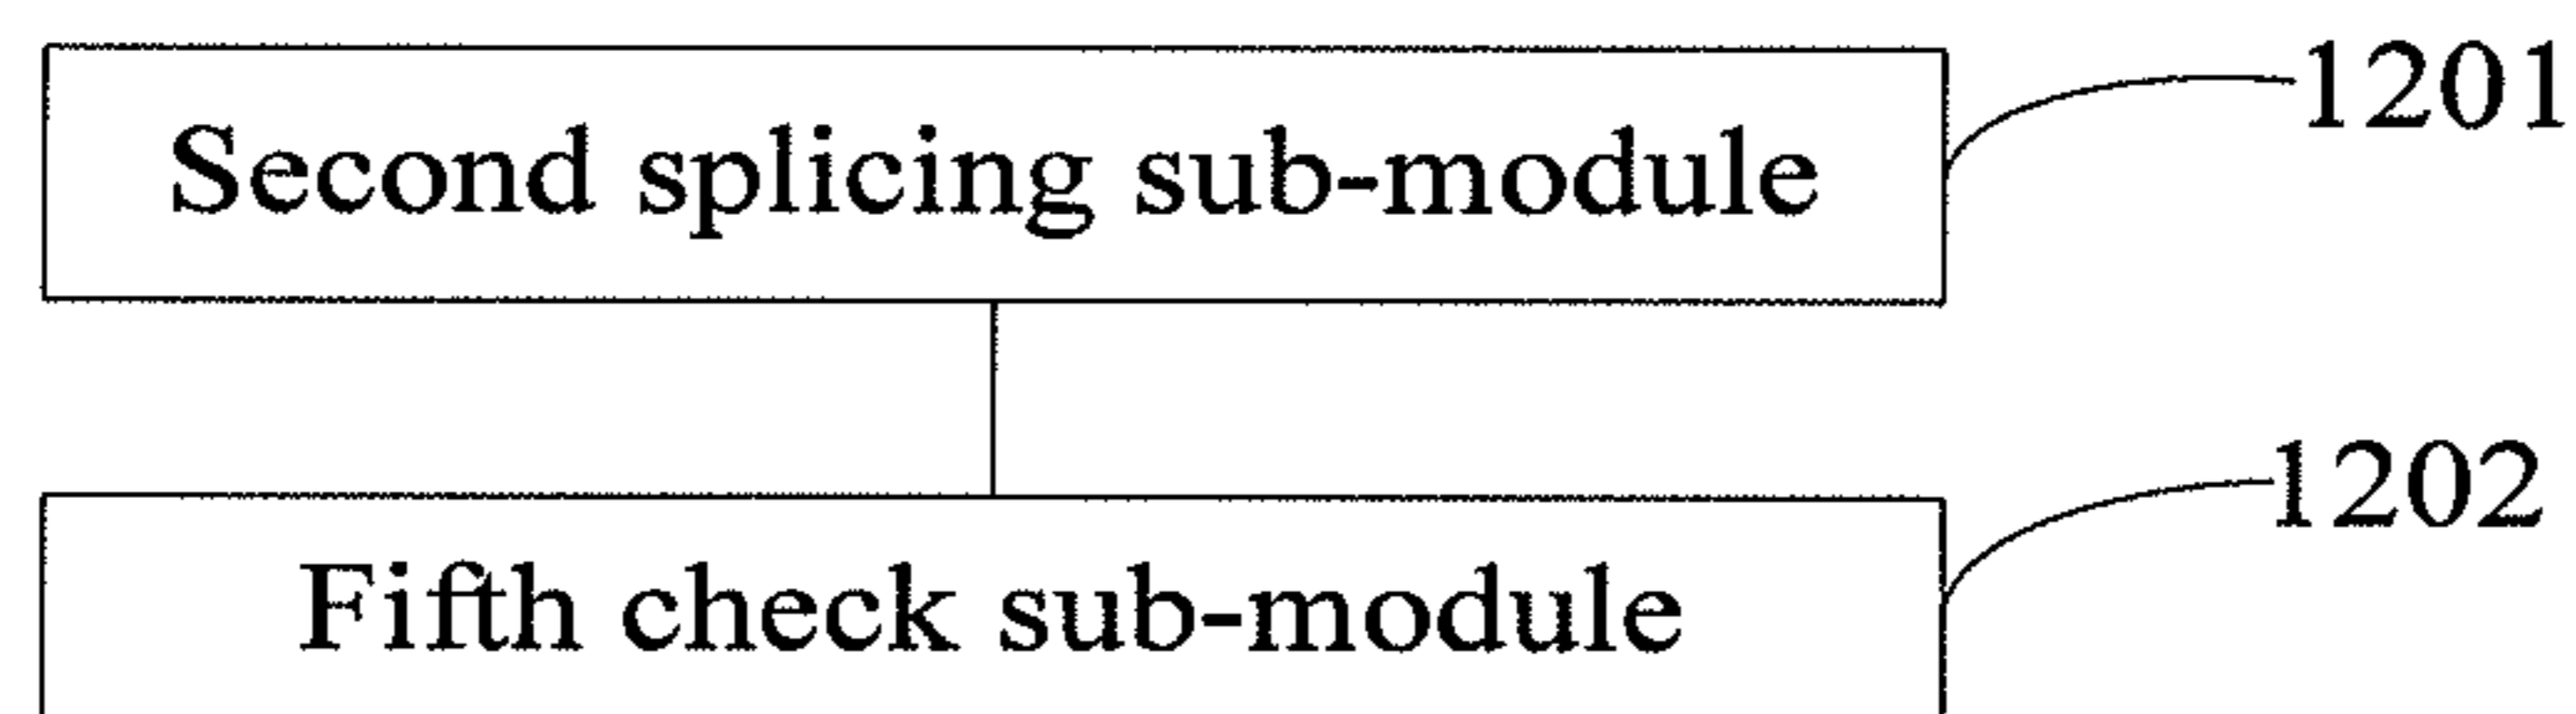 Second splicing sub-module
1201
Fifth check sub-module
1202